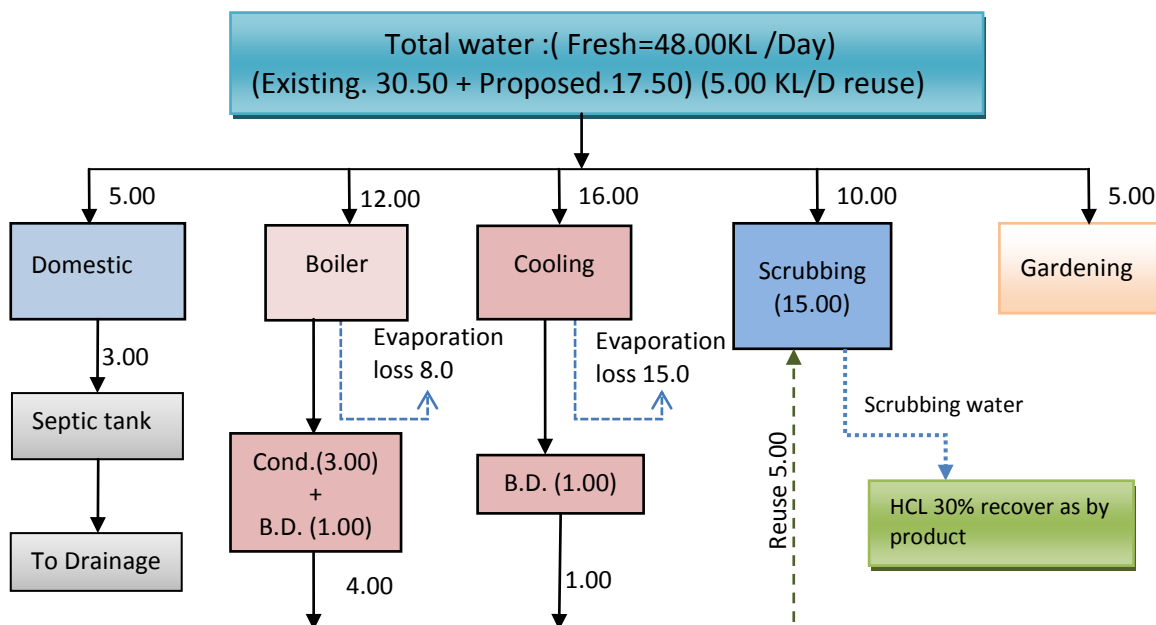 Total water :( Fresh=48.00KL /Day)
(Existing. 30.50 + Proposed.17.50) (5.00 KL/D reuse)
5.00
12.00
16.00
10.00
5.00
Domestic
Boiler
Cooling
Scrubbing
(15.00)
Gardening
3.00
Evaporation
loss 8.0
Evaporation
loss 15.0
Septic tank
Scrubbing water
Cond.(3.00)
+
B.D. (1.00)
B.D. (1.00)
Reuse 5.00
HCL 30% recover as by
product
To Drainage
4.00
1.00